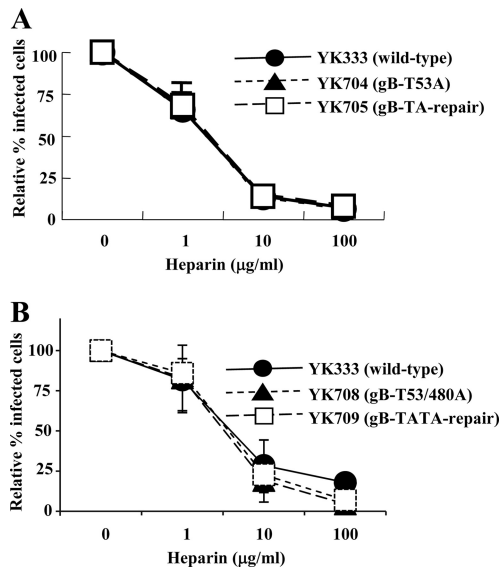 A
Relative % infected cells
100
75
50
25
0
YK333 (wild-type)
YK704 (gB-T53A)
YK705 (gB-TA-repair)
0 1 10 100
Heparin (µg/ml)
B
Relative % infected cells
100
75
50
25
0
YK333 (wild-type)
YK708 (gB-T53/480A)
YK709 (gB-TATA-repair)
0 1 10 100
Heparin (µg/ml)